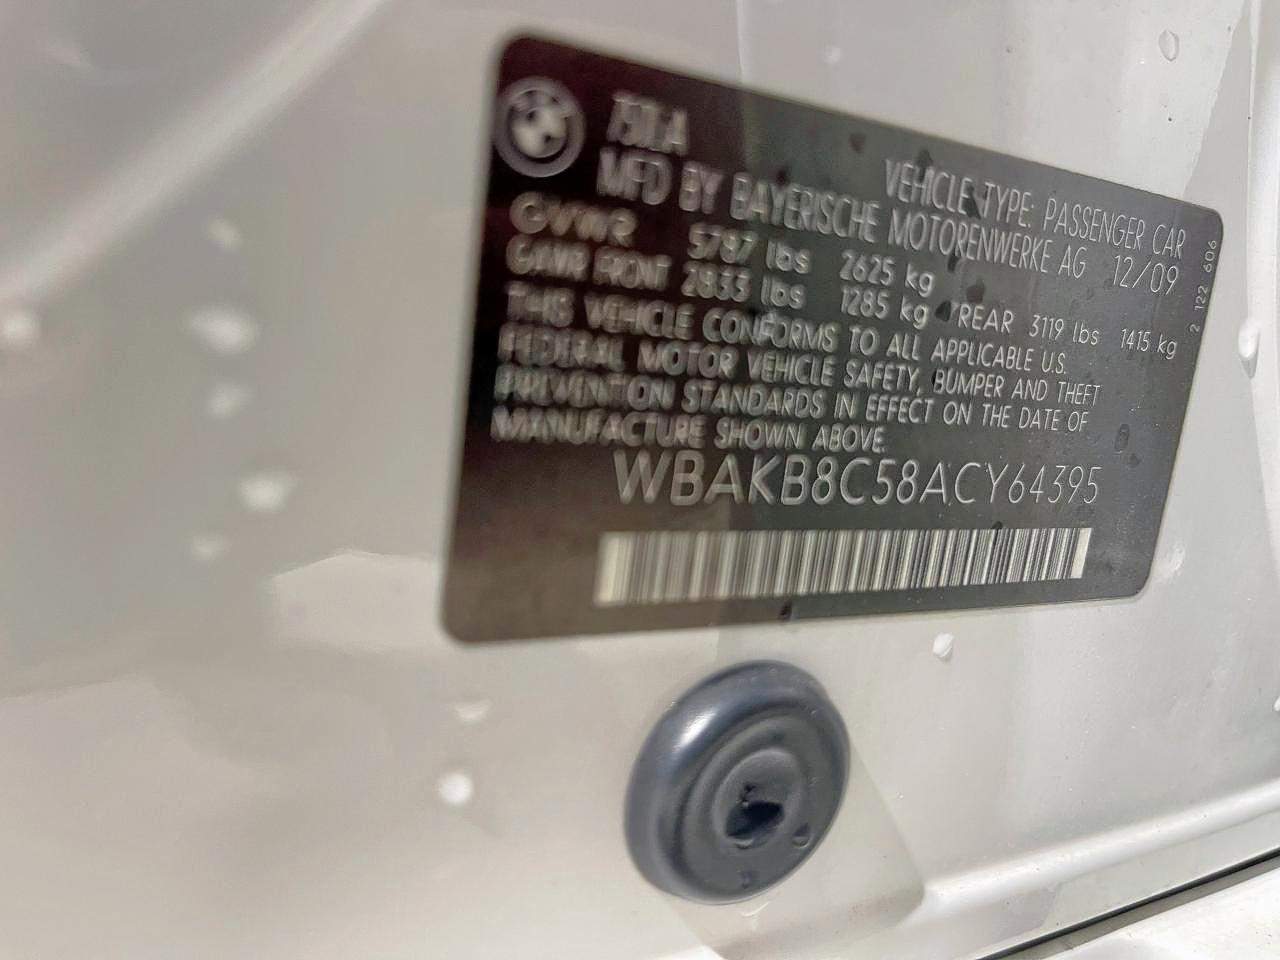 750LiA
VEHICLE TYPE: PASSENGER CAR
MFD BY BAYERISCHE MOTORENWERKE AG 12/09
GVWR 5787 lbs 2625 kg
GAWR FRONT 2833 lbs 1285 kg /REAR 3119 lbs 1415 kg
THIS VEHICLE CONFORMS TO ALL APPLICABLE U.S.
FEDERAL MOTOR VEHICLE SAFETY, BUMPER AND THEFT
PREVENTION STANDARDS IN EFFECT ON THE DATE OF
MANUFACTURE SHOWN ABOVE.
WBAKB8C58ACY64395
2 122 606